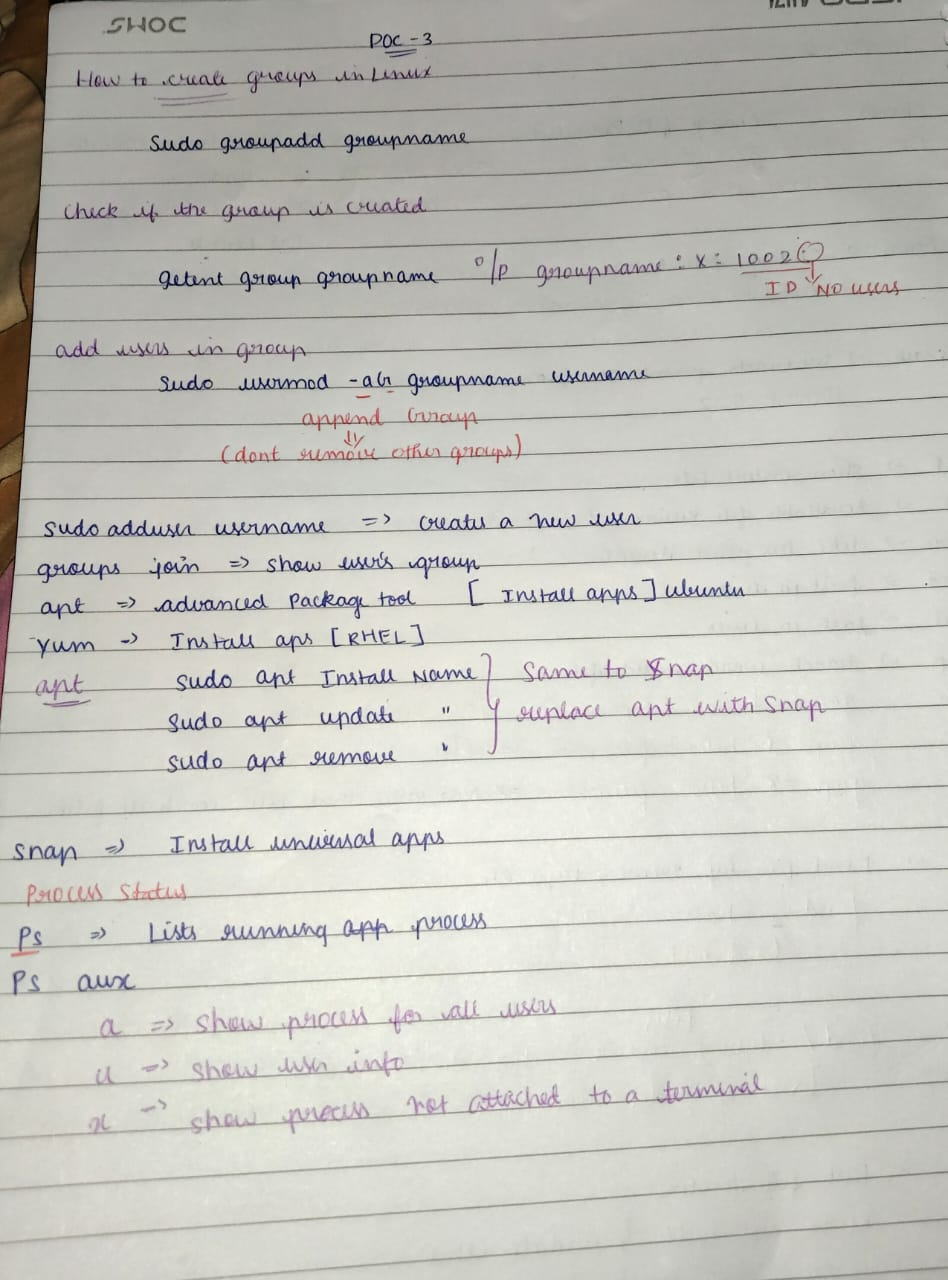 SHOC
POC - 3
How to create groups in Linux
Sudo groupadd groupname
Check if the group is created
getent group groupname o/p groupname : x : 1002 :
ID NO users
add users in group
Sudo usermod -aG groupname username
append Group
(dont remove other groups)
sudo adduser username => creates a new user
groups join => show user's group
apt => advanced package tool [ Install apps ] ubuntu
Yum -> Install aps [RHEL]
apt sudo apt Install Name } Same to Snap
Sudo apt update " replace apt with Snap
sudo apt remove "
snap => Install universal apps
Process Status
Ps => Lists running app process
Ps aux
a => show process for all users
u => show user info
x -> show process not attached to a terminal